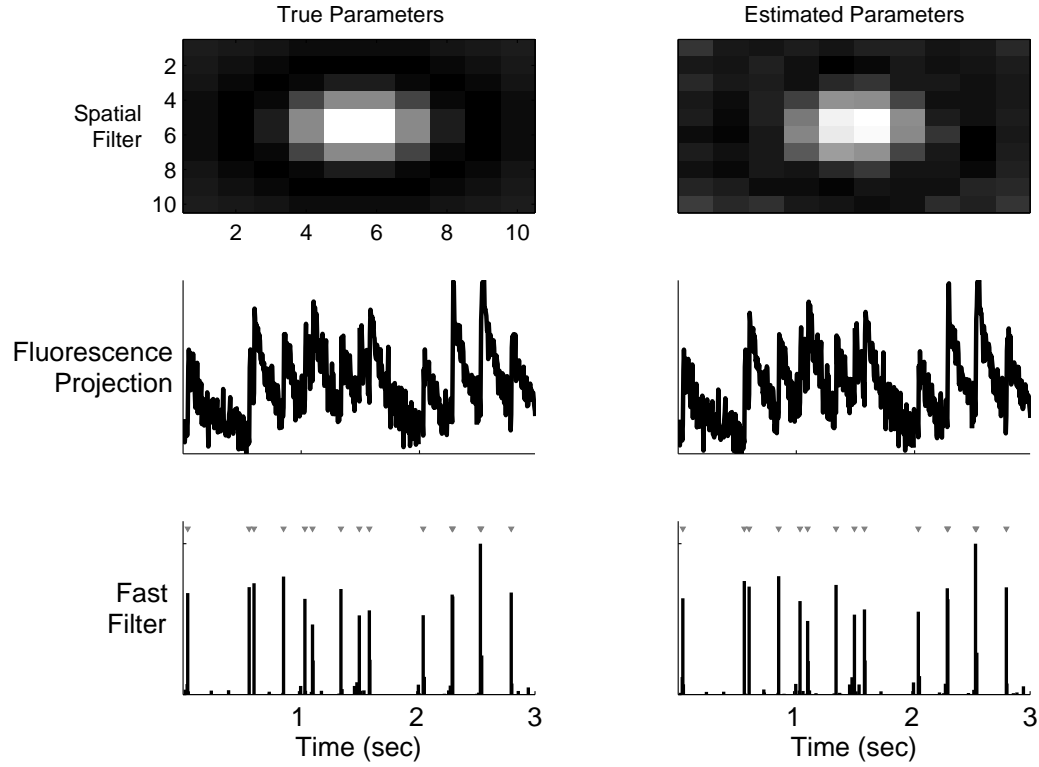 True Parameters
Estimated Parameters
Spatial
Filter
2
4
6
8
10
2
4
6
8
10
Fluorescence
Projection
Fast
Filter
1
2
3
Time (sec)
1
2
3
Time (sec)